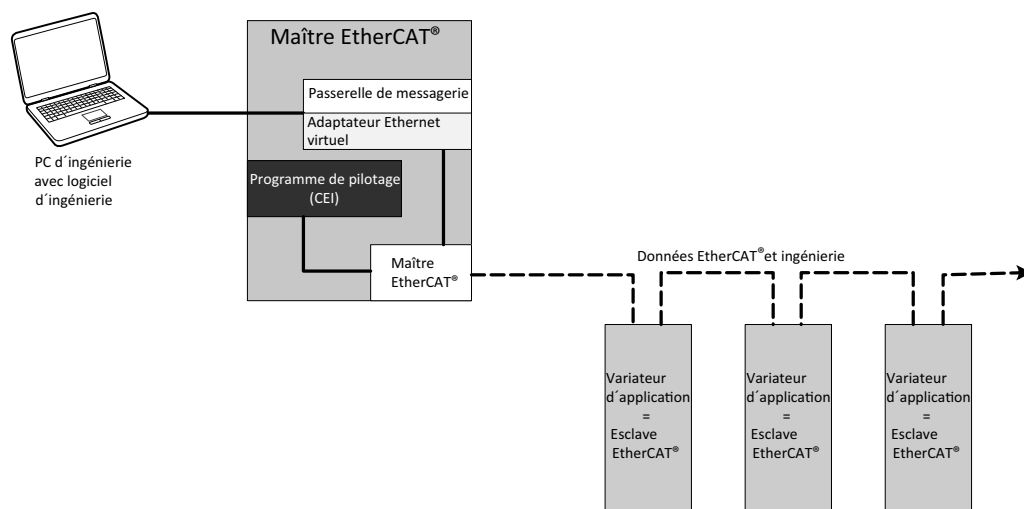 Maître EtherCAT®
Passerelle de messagerie
Adaptateur Ethernet
virtuel
PC d´ingénierie
avec logiciel
d´ingénierie
Programme de pilotage
(CEI)
Maître
EtherCAT®
Données EtherCAT® et ingénierie
Variateur
d´application
=
Esclave
EtherCAT®
Variateur
d´application
=
Esclave
EtherCAT®
Variateur
d´application
=
Esclave
EtherCAT®